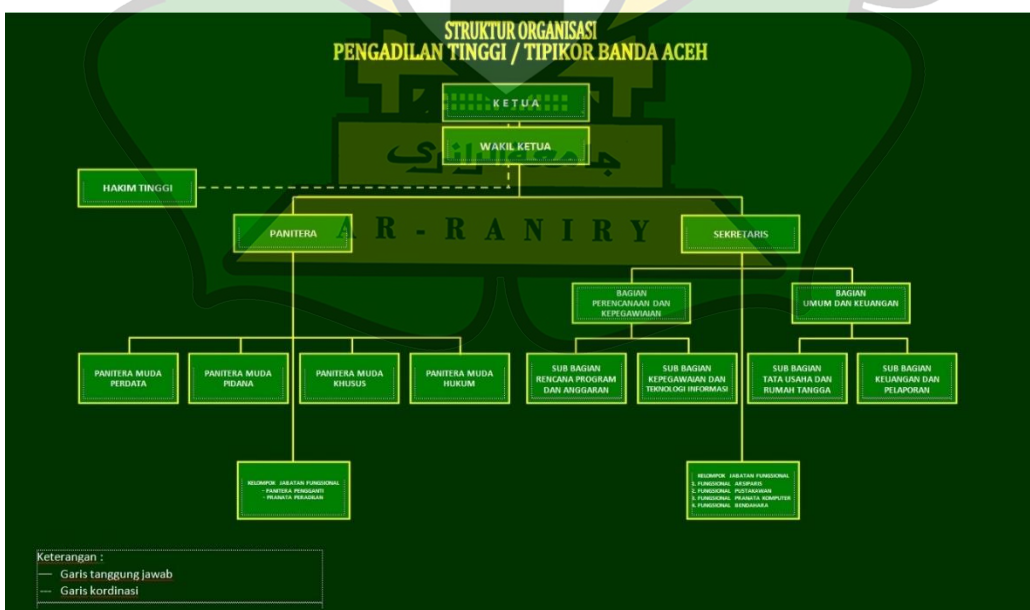 STRUKTUR ORGANISASI
PENGADILAN TINGGI / TIPIKOR BANDA ACEH
K E T U A
WAKIL KETUA
جامعة الرانري
HAKIM TINGGI
A R - R A N I R Y
PANITERA
SEKRETARIS
BAGIAN
PERENCANAAN DAN
KEPEGAWIAIAN
BAGIAN
UMUM DAN KEUANGAN
PANITERA MUDA
PERDATA
PANITERA MUDA
PIDANA
PANITERA MUDA
KHUSUS
PANITERA MUDA
HUKUM
SUB BAGIAN
RENCANA PROGRAM
DAN ANGGARAN
SUB BAGIAN
KEPEGAWAIAN DAN
TEKNOLOGI INFORMASI
SUB BAGIAN
TATA USAHA DAN
RUMAH TANGGA
SUB BAGIAN
KEUANGAN DAN
PELAPORAN
KELOMPOK JABATAN FUNGSIONAL
- PANITERA PENGGANTI
- PRANATA PERADILAN
KELOMPOK JABATAN FUNGSIONAL
1. FUNGSIONAL ARSIPARIS
2. FUNGSIONAL PUSTAKAWAN
3. FUNGSIONAL PRANATA KOMPUTER
4. FUNGSIONAL BENDAHARA
Keterangan :
— Garis tanggung jawab
--- Garis kordinasi